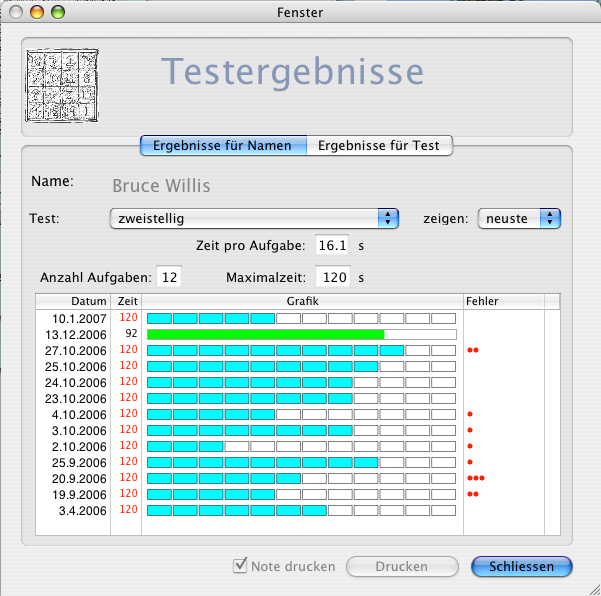 Fenster
Testergebnisse
Ergebnisse für Namen Ergebnisse für Test
Name: Bruce Willis
Test: zweistellig zeigen: neuste
Zeit pro Aufgabe: 16.1 s
Anzahl Aufgaben: 12 Maximalzeit: 120 s
Datum Zeit Grafik Fehler
10.1.2007 120
13.12.2006 92
27.10.2006 120
25.10.2006 120
24.10.2006 120
23.10.2006 120
4.10.2006 120
3.10.2006 120
2.10.2006 120
25.9.2006 120
20.9.2006 120
19.9.2006 120
3.4.2006 120
Note drucken Drucken Schliessen